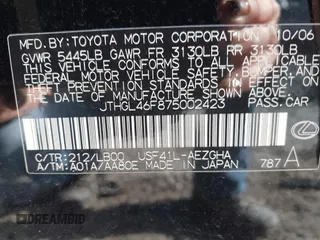 MFD.BY:TOYOTA MOTOR CORPORATION 10/06
GVWR 5445LB GAWR FR 3130LB RR 3130LB
THIS VEHICLE CONFORMS TO ALL APPLICABLE
FEDERAL MOTOR VEHICLE SAFETY, BUMPER, AND
THEFT PREVENTION STANDARDS IN EFFECT ON
THE DATE OF MANUFACTURE SHOWN ABOVE.
JTHGL46F875002423 PASS.CAR
C/TR:212/LB00 USF41L-AEZGHA
A/TM:A01A/AA80E MADE IN JAPAN 787 A
DREAMBID